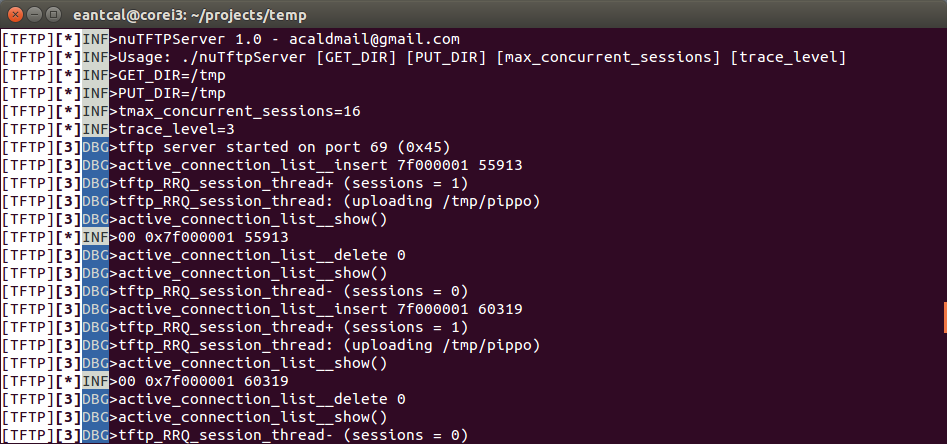 eantcal@corei3: ~/projects/temp
[TFTP][*]INF>nuTFTPServer 1.0 - acaldmail@gmail.com
[TFTP][*]INF>Usage: ./nuTftpServer [GET_DIR] [PUT_DIR] [max_concurrent_sessions] [trace_level]
[TFTP][*]INF>GET_DIR=/tmp
[TFTP][*]INF>PUT_DIR=/tmp
[TFTP][*]INF>tmax_concurrent_sessions=16
[TFTP][*]INF>trace_level=3
[TFTP][3]DBG>tftp server started on port 69 (0x45)
[TFTP][3]DBG>active_connection_list__insert 7f000001 55913
[TFTP][3]DBG>tftp_RRQ_session_thread+ (sessions = 1)
[TFTP][3]DBG>tftp_RRQ_session_thread: (uploading /tmp/pippo)
[TFTP][3]DBG>active_connection_list__show()
[TFTP][*]INF>00 0x7f000001 55913
[TFTP][3]DBG>active_connection_list__delete 0
[TFTP][3]DBG>active_connection_list__show()
[TFTP][3]DBG>tftp_RRQ_session_thread- (sessions = 0)
[TFTP][3]DBG>active_connection_list__insert 7f000001 60319
[TFTP][3]DBG>tftp_RRQ_session_thread+ (sessions = 1)
[TFTP][3]DBG>tftp_RRQ_session_thread: (uploading /tmp/pippo)
[TFTP][3]DBG>active_connection_list__show()
[TFTP][*]INF>00 0x7f000001 60319
[TFTP][3]DBG>active_connection_list__delete 0
[TFTP][3]DBG>active_connection_list__show()
[TFTP][3]DBG>tftp_RRQ_session_thread- (sessions = 0)